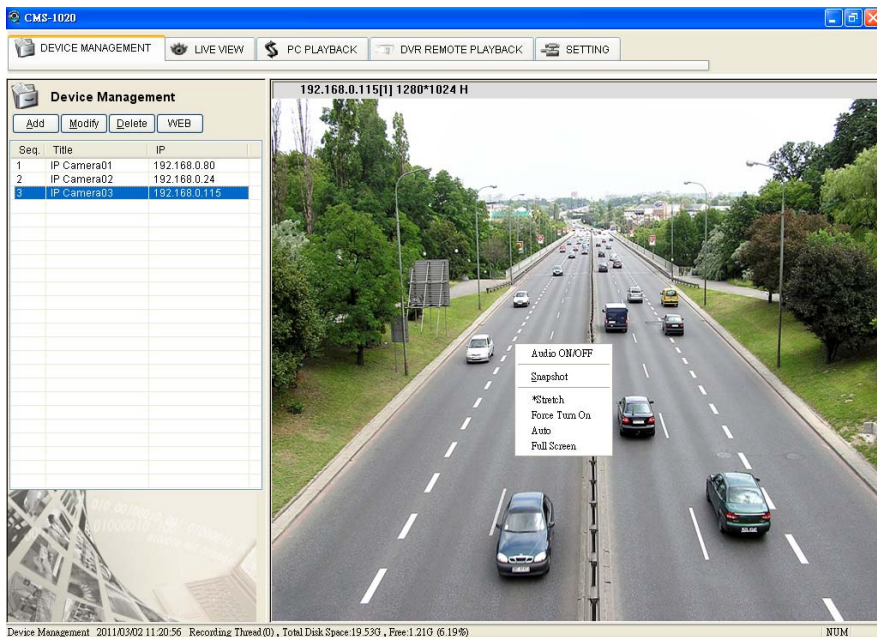 CMS-1020
DEVICE MANAGEMENT
LIVE VIEW
PC PLAYBACK
DVR REMOTE PLAYBACK
SETTING
Device Management
Add Modify Delete WEB
Seq. Title IP
1 IP Camera01 192.168.0.80
2 IP Camera02 192.168.0.24
3 IP Camera03 192.168.0.115
192.168.0.115[1] 1280*1024 H
Audio ON/OFF
Snapshot
*Stretch
Force Turn On
Auto
Full Screen
Device Management 2011/03/02 11:20:56 Recording Thread(0) , Total Disk Space:19.53G , Free:1.21G (6.19%)
NUM